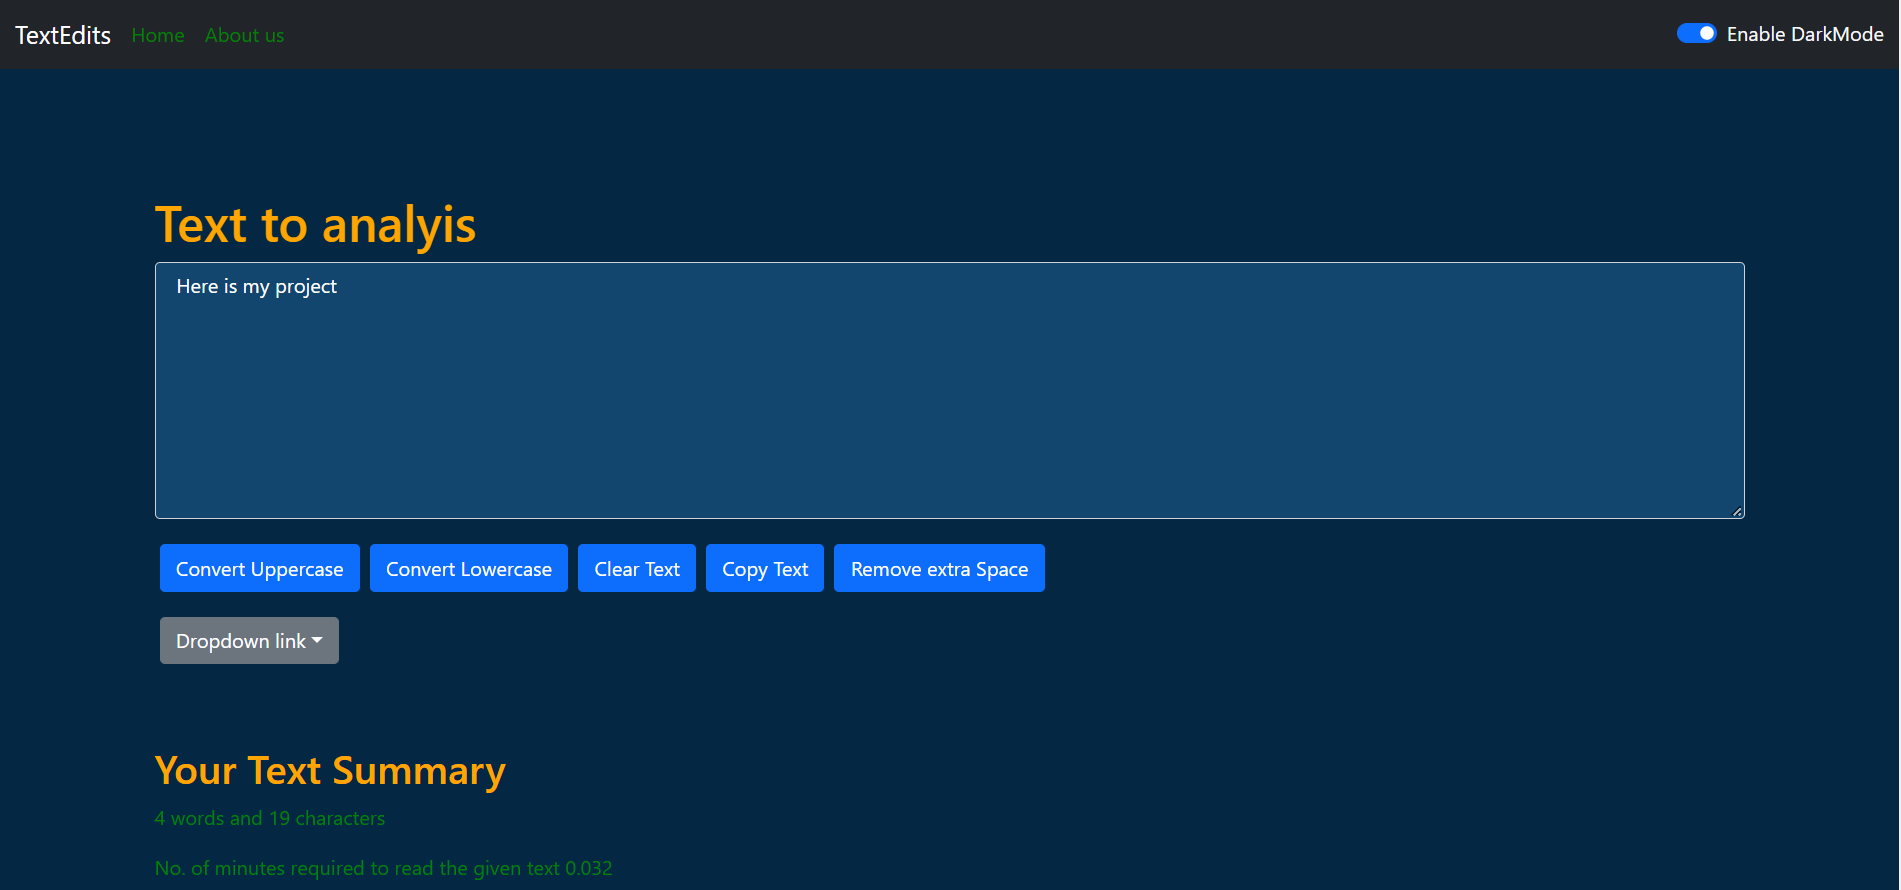 TextEdits Home About us Enable DarkMode
Text to analyis
Here is my project
Convert Uppercase Convert Lowercase Clear Text Copy Text Remove extra Space
Dropdown link
Your Text Summary
4 words and 19 characters
No. of minutes required to read the given text 0.032